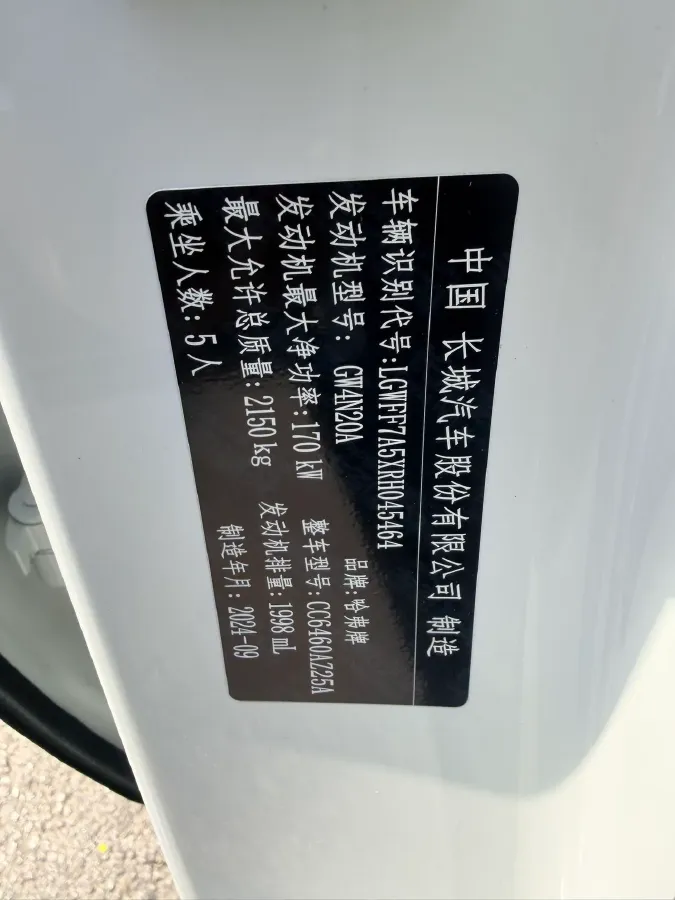 中国 长城汽车股份有限公司 制造
车辆识别代号:LGWFF7A5XRH045464
品牌:哈弗牌
发动机型号: GW4N20A
整车型号:CC6460AZ25A
发动机最大净功率:170 kW
发动机排量:1998 mL
最大允许总质量:2150 kg
制造年月:2024-09
乘坐人数:5人